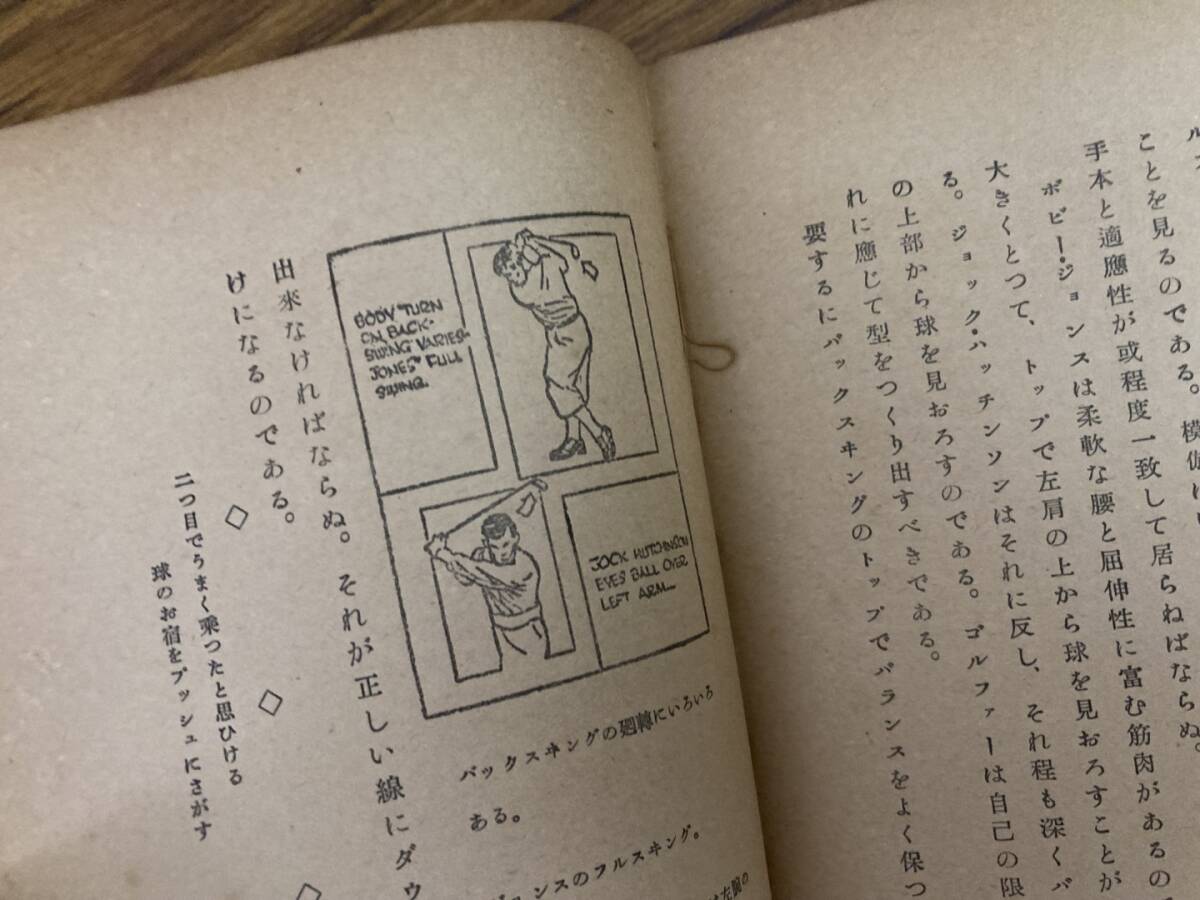 ことを見るのである。
手本と適應性が或程度一致して居らねばならぬ。
ボビー・ジョンスは柔軟な腰と屈伸性に富む筋肉があるの
大きくとつて、トップで左肩の上から球を見おろすことが
る。ジョック・ハッチンソンはそれに反し、それ程も深くバ
の上部から球を見おろすのである。ゴルファーは自己の限
れに應じて型をつくり出すべきである。
要するにバックスヰングのトップでバランスをよく保つ
BODY TURN
ON BACK-
SWING VARIES-
JONES' FULL
SWING.
JOCK HUTCHINSON
EYES BALL OVER
LEFT ARM—
バックスヰングの廻轉にいろいろ
ある。
ジョンスのフルスヰング。
出來なければならぬ。それが正しい線にダウ
けになるのである。
二つ目でうまく乘つたと思ひける
球のお宿をブッシュにさがす